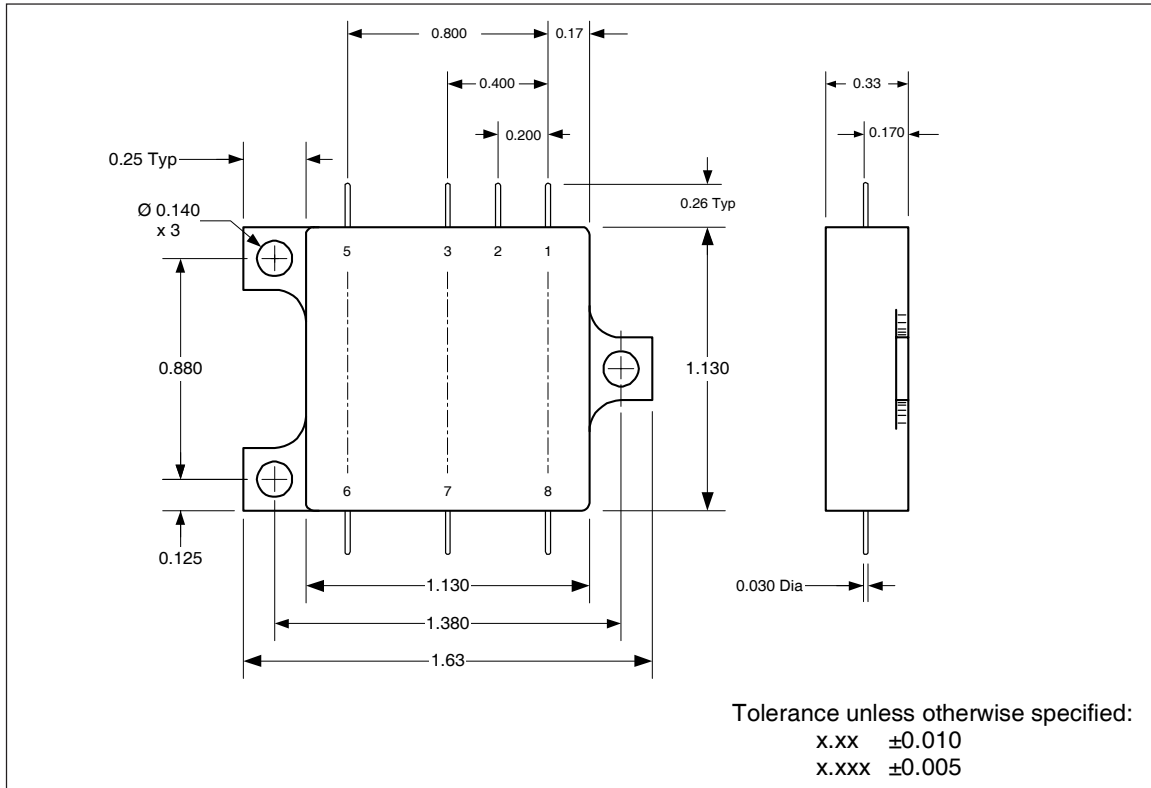 0.800
0.17
0.33
0.400
0.170
0.200
0.25 Typ
0.26 Typ
Ø 0.140
x 3
5
3
2
1
0.880
1.130
6
7
8
0.125
1.130
0.030 Dia
1.380
1.63
Tolerance unless otherwise specified:
x.xx ±0.010
x.xxx ±0.005